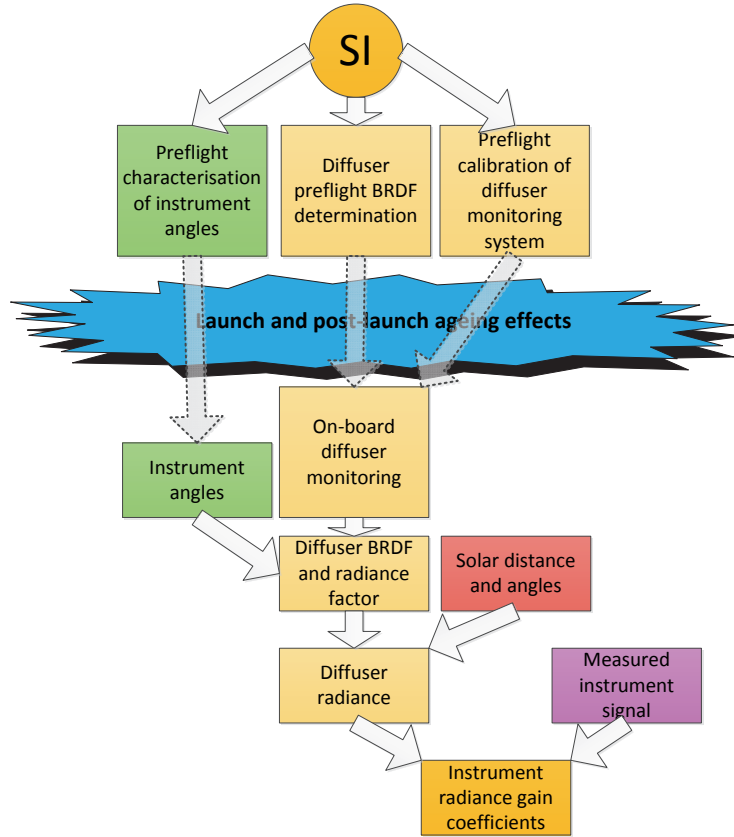 SI
Preflight
characterisation
of instrument
angles
Diffuser
preflight BRDF
determination
Preflight
calibration of
diffuser
monitoring
system
Launch and post-launch ageing effects
On-board
diffuser
monitoring
Instrument
angles
Diffuser BRDF
and radiance
factor
Solar distance
and angles
Diffuser
radiance
Measured
instrument
signal
Instrument
radiance gain
coefficients